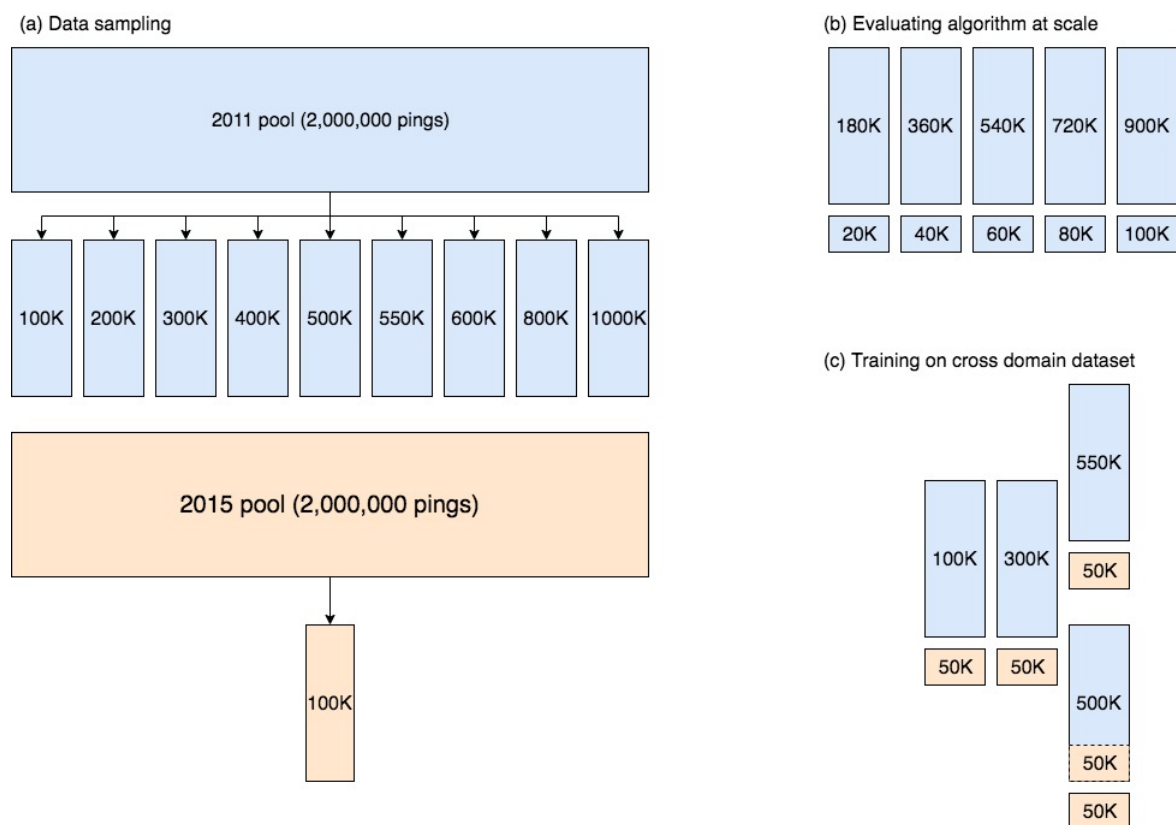 (a) Data sampling
2011 pool (2,000,000 pings)
100K 200K 300K 400K 500K 550K 600K 800K 1000K
2015 pool (2,000,000 pings)
100K
(b) Evaluating algorithm at scale
180K 360K 540K 720K 900K
20K 40K 60K 80K 100K
(c) Training on cross domain dataset
550K
100K 300K
50K
50K 50K
500K
50K
50K